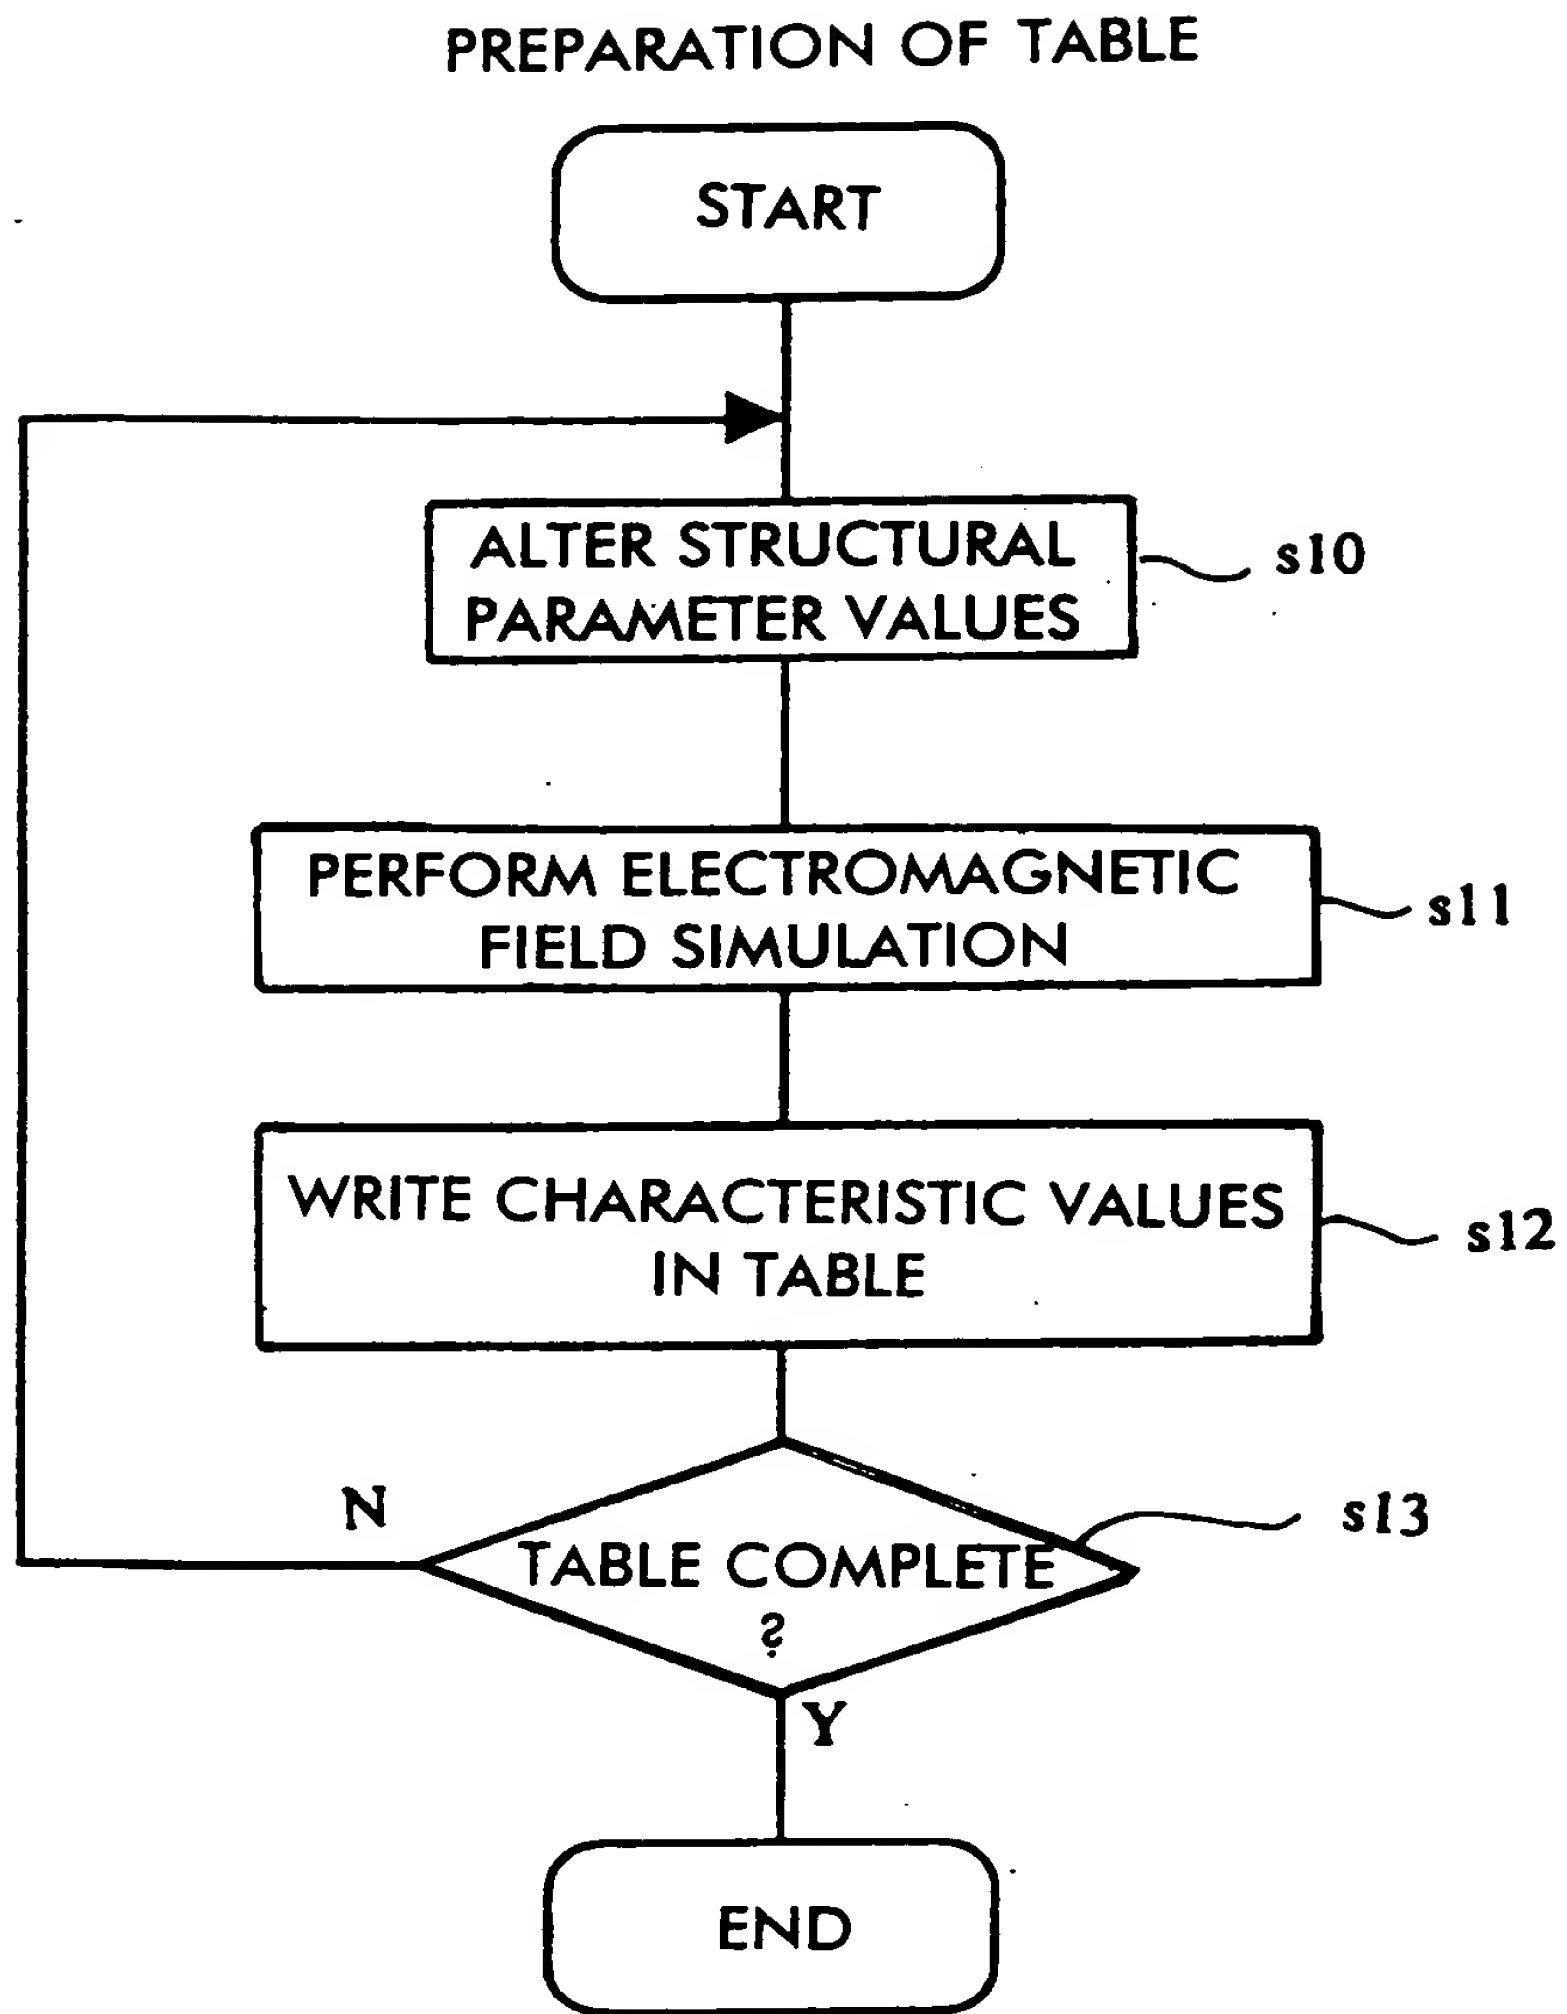 PREPARATION OF TABLE
START
ALTER STRUCTURAL
PARAMETER VALUES
s10
PERFORM ELECTROMAGNETIC
FIELD SIMULATION
s11
WRITE CHARACTERISTIC VALUES
IN TABLE
s12
N
s13
TABLE COMPLETE
?
Y
END